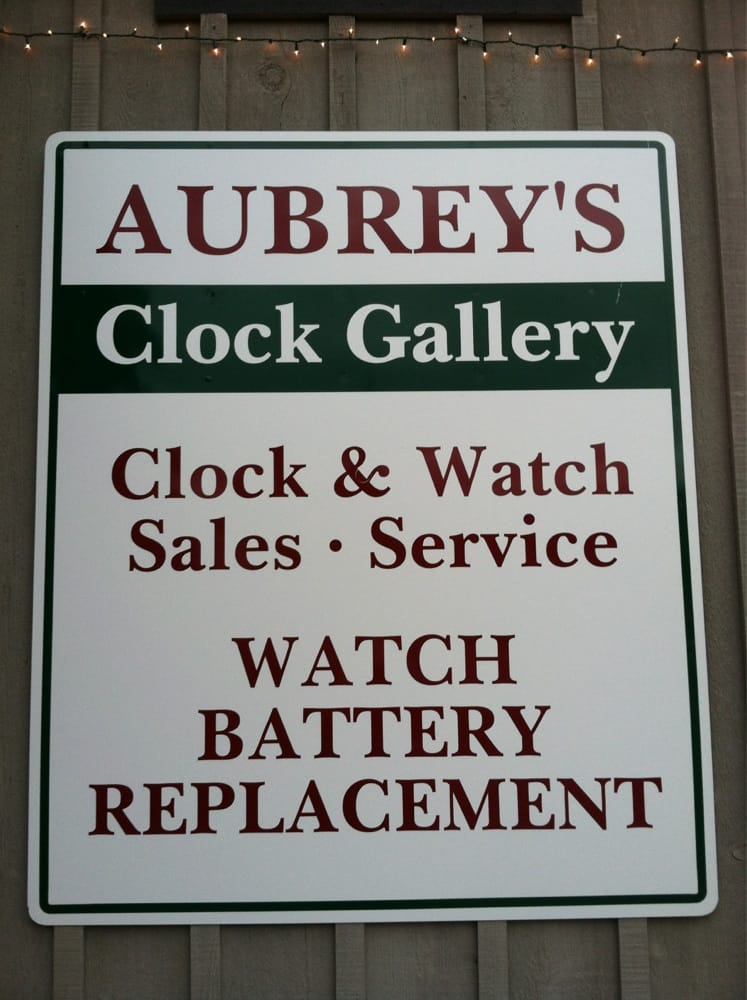 AUBREY'S
Clock Gallery
Clock & Watch
Sales · Service
WATCH
BATTERY
REPLACEMENT